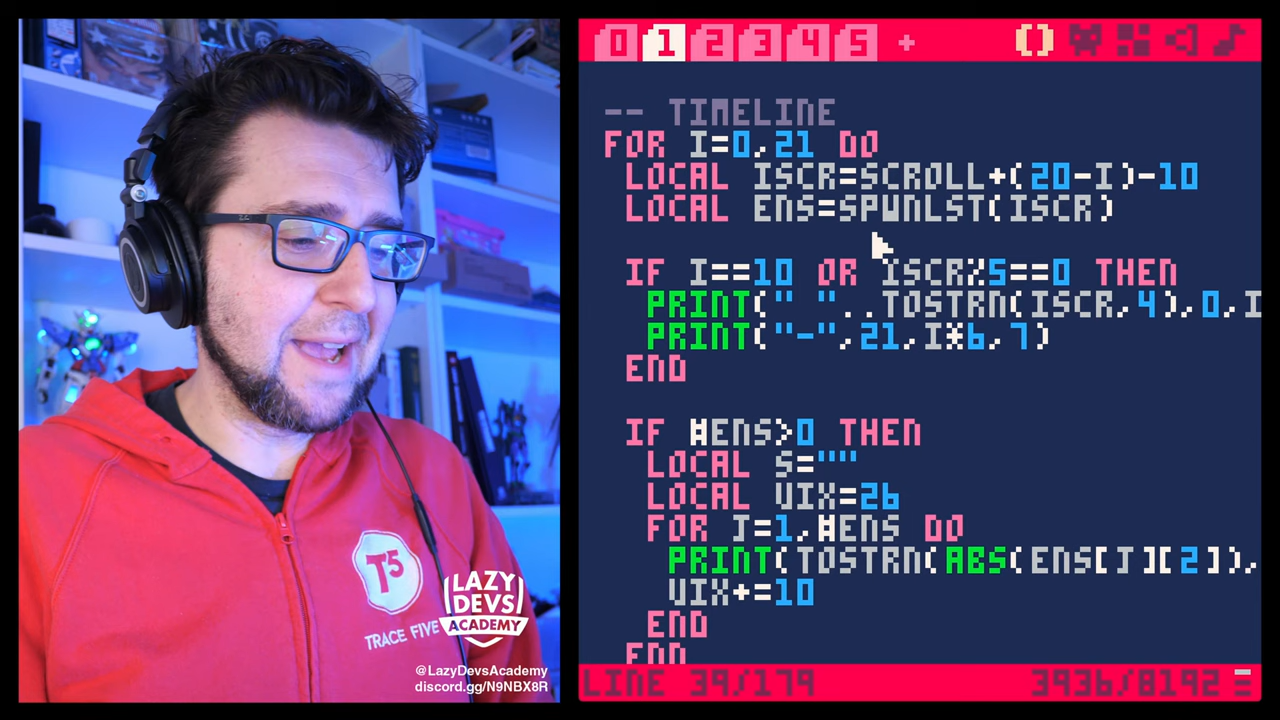 T5
TRACE FIVE
LAZY
DEVS
ACADEMY
@LazyDevsAcademy
discord.gg/N9NBX8R
0 1 2 3 4 5 +
-- TIMELINE
FOR I=0,21 DO
LOCAL ISCR=SCROLL+(20-I)-10
LOCAL ENS=SPWNLST(ISCR)
IF I==10 OR ISCR%5==0 THEN
PRINT(" "..TOSTRN(ISCR,4),0,I
PRINT("-",21,I*6,7)
END
IF #ENS>0 THEN
LOCAL S=""
LOCAL VIX=26
FOR J=1,#ENS DO
PRINT(TOSTRN(ABS(ENS[J][2]),
VIX+=10
END
END
LINE 39/179
3936/8192